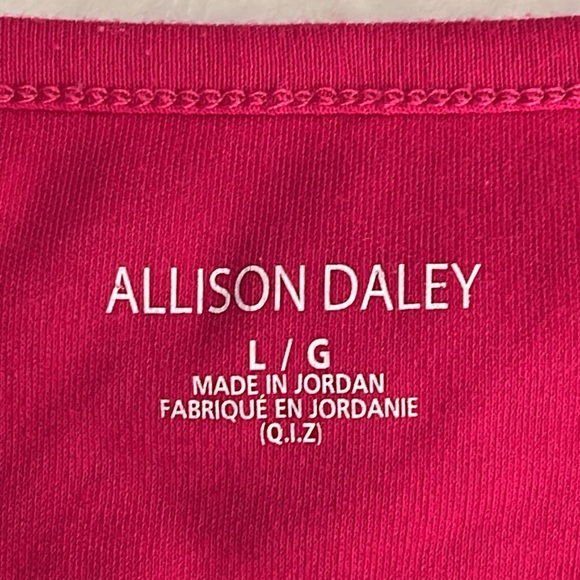 ALLISON DALEY
L / G
MADE IN JORDAN
FABRIQUÉ EN JORDANIE
(Q.I.Z)